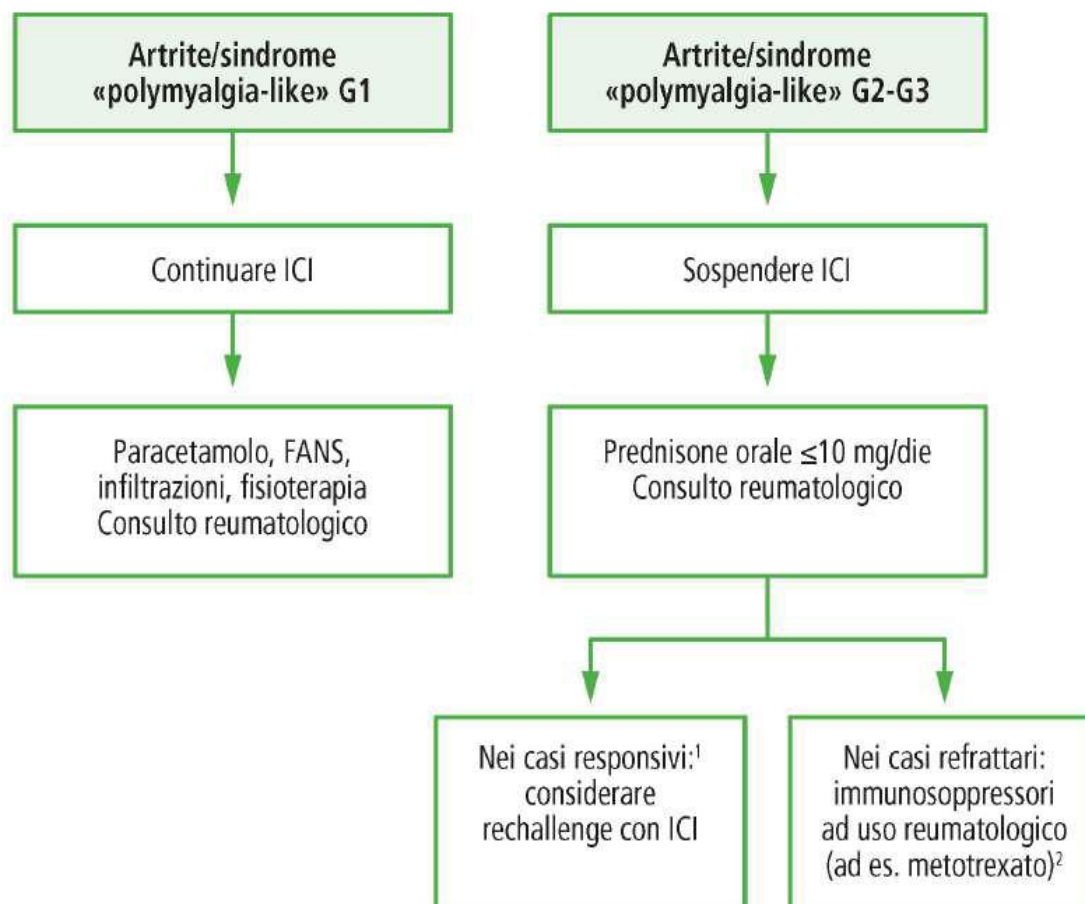 Artrite/sindrome
«polymyalgia-like» G1
Continuare ICI
Paracetamolo, FANS,
infiltrazioni, fisioterapia
Consulto reumatologico
Artrite/sindrome
«polymyalgia-like» G2-G3
Sospendere ICI
Prednisone orale ≤10 mg/die
Consulto reumatologico
Nei casi responsivi:¹
considerare
rechallenge con ICI
Nei casi refrattari:
immunosoppressori
ad uso reumatologico
(ad es. metotrexato)²